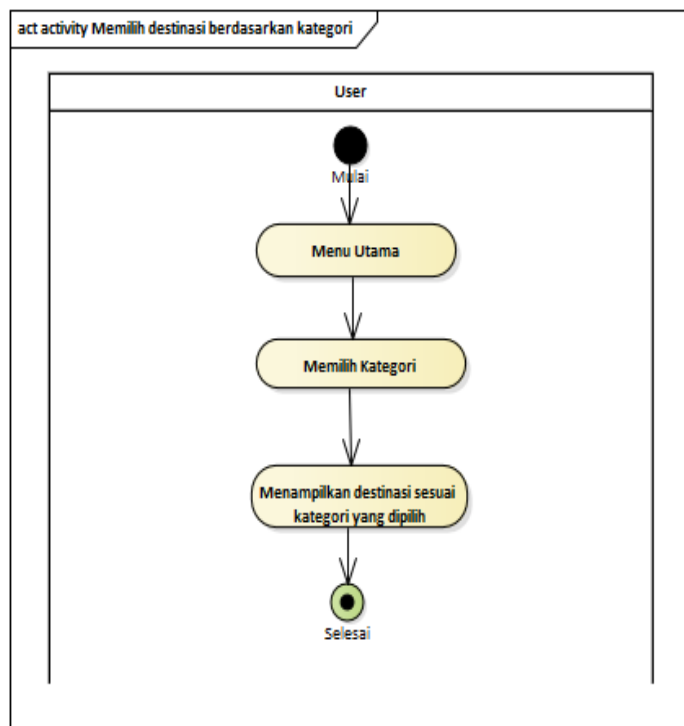 act activity Memilih destinasi berdasarkan kategori
User
Mulai
Menu Utama
Memilih Kategori
Menampilkan destinasi sesuai
kategori yang dipilih
Selesai